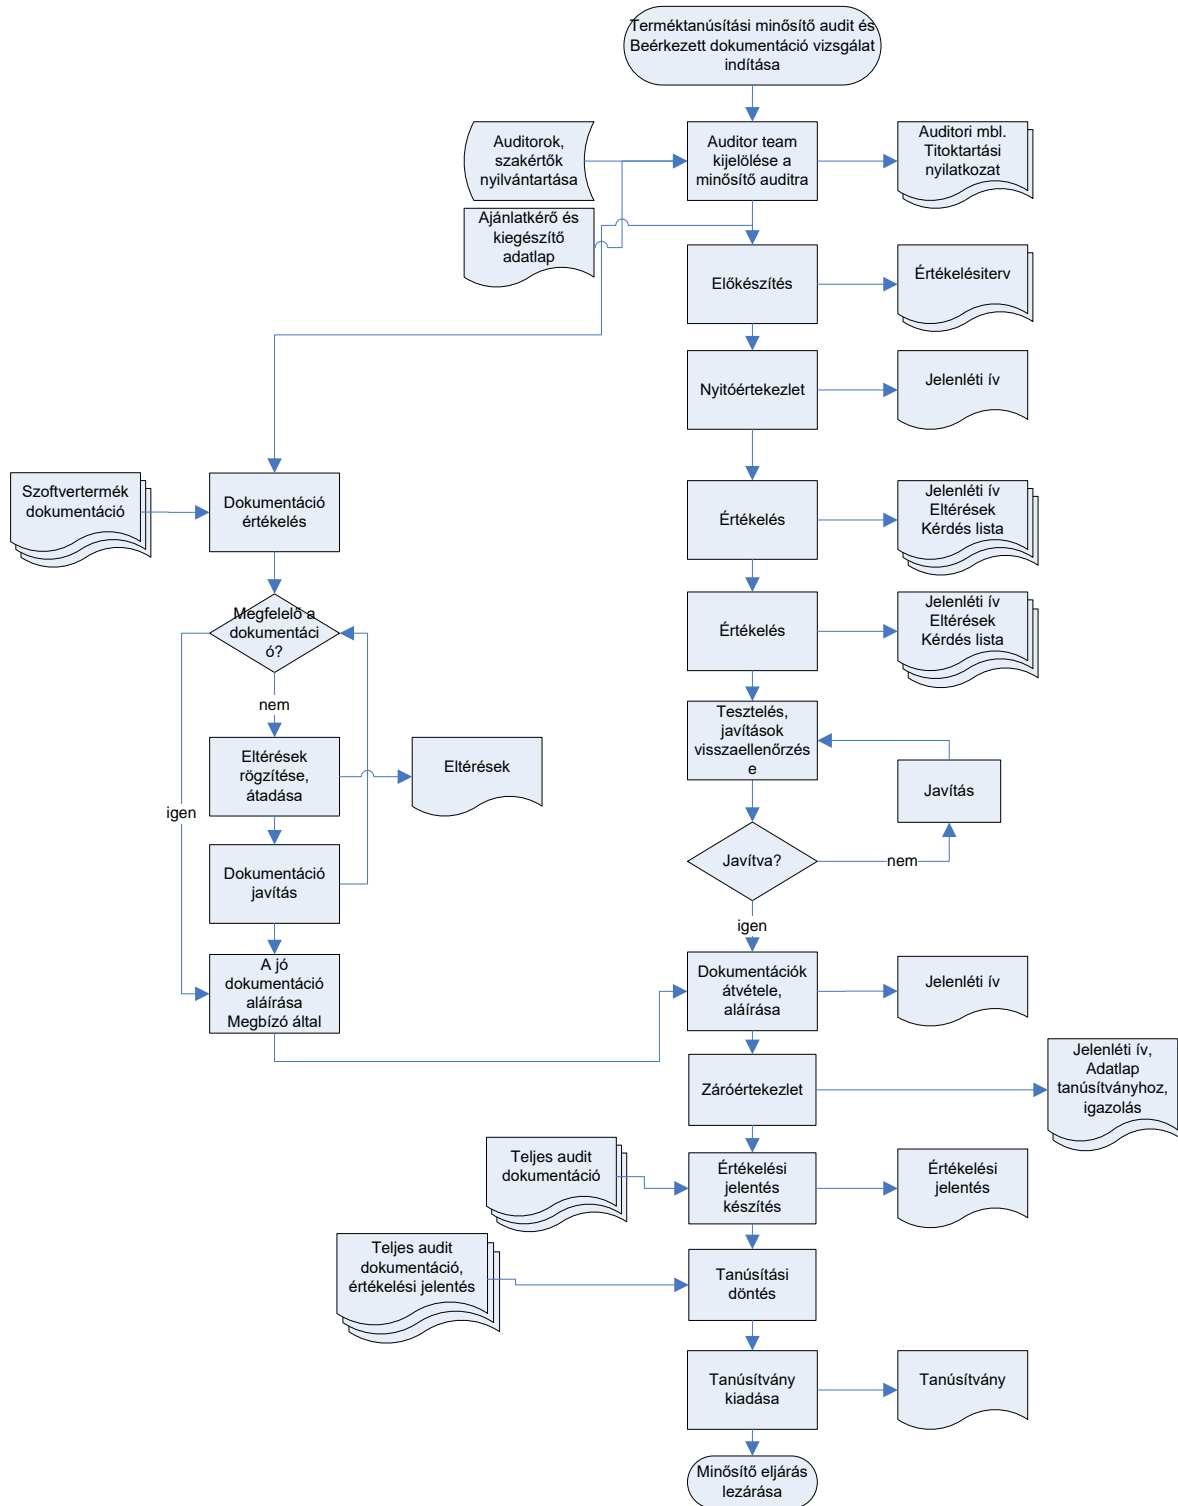 Terméktanúsítási minősítő audit és
Beérkezett dokumentáció vizsgálat
indítása
Auditorok,
szakértők
nyilvántartása
Auditor team
kijelölése a
minősítő auditra
Auditori mbl.
Titoktartási
nyilatkozat
Ajánlatkérő és
kiegészítő
adatlap
Előkészítés
Értékelésiterv
Nyitóértekezlet
Jelenléti ív
Szoftvertermék
dokumentáció
Dokumentáció
értékelés
Értékelés
Jelenléti ív
Eltérések
Kérdés lista
Megfelelő a
dokumentáci
ó?
Értékelés
Jelenléti ív
Eltérések
Kérdés lista
nem
Tesztelés,
javítások
visszaellenőrzés
e
Eltérések
rögzítése,
átadása
Eltérések
Javítás
igen
Javítva?
nem
Dokumentáció
javítás
igen
A jó
dokumentáció
aláírása
Megbízó által
Dokumentációk
átvétele,
aláírása
Jelenléti ív
Záróértekezlet
Jelenléti ív,
Adatlap
tanúsítványhoz,
igazolás
Teljes audit
dokumentáció
Értékelési
jelentés
készítés
Értékelési
jelentés
Teljes audit
dokumentáció,
értékelési jelentés
Tanúsítási
döntés
Tanúsítvány
kiadása
Tanúsítvány
Minősítő eljárás
lezárása